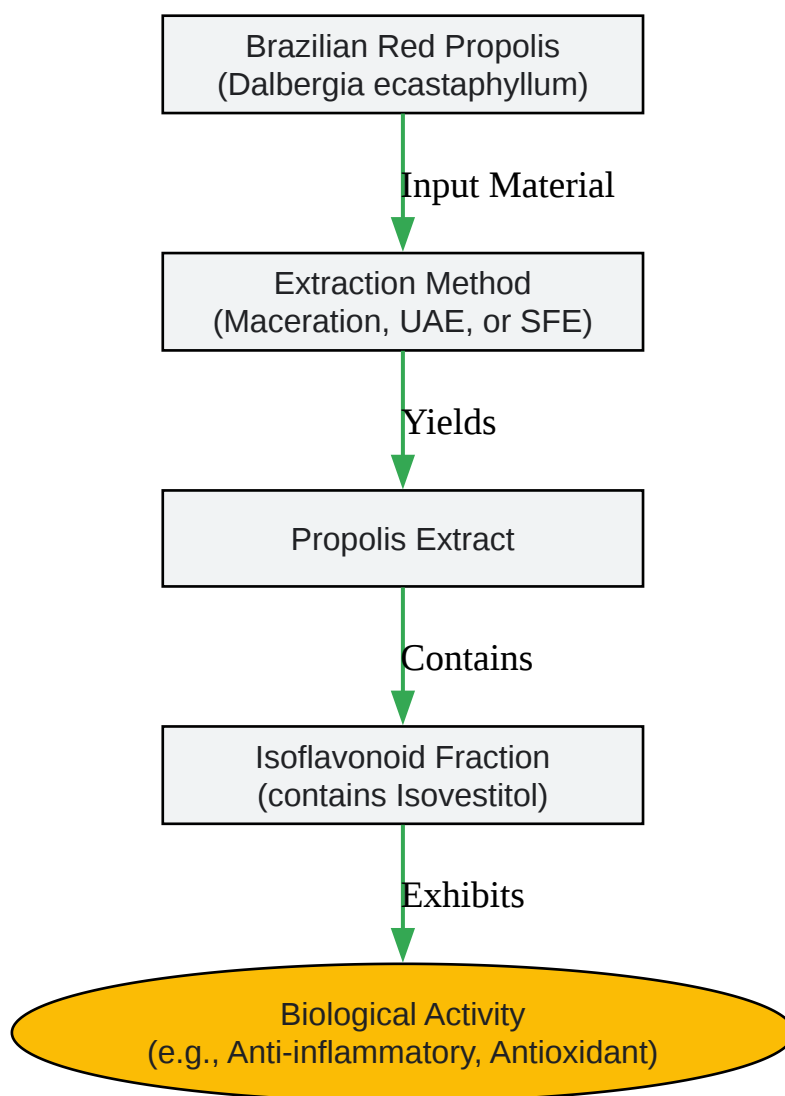 Brazilian Red Propolis
(Dalbergia ecastaphyllum)
Input Material
Extraction Method
(Maceration, UAE, or SFE)
Yields
Propolis Extract
Contains
Isoflavonoid Fraction
(contains Isovestitol)
Exhibits
Biological Activity
(e.g., Anti-inflammatory, Antioxidant)